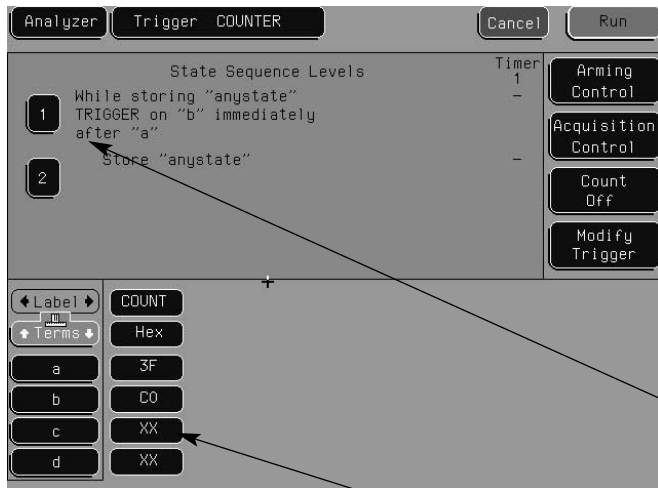 Analyzer Trigger COUNTER Cancel Run
State Sequence Levels Timer
1
1 While storing "anystate" -
TRIGGER on "b" immediately
after "a"
2 Store "anystate" -
Arming
Control
Acquisition
Control
Count
Off
Modify
Trigger
Label COUNT
Terms Hex
a 3F
b C0
c XX
d XX